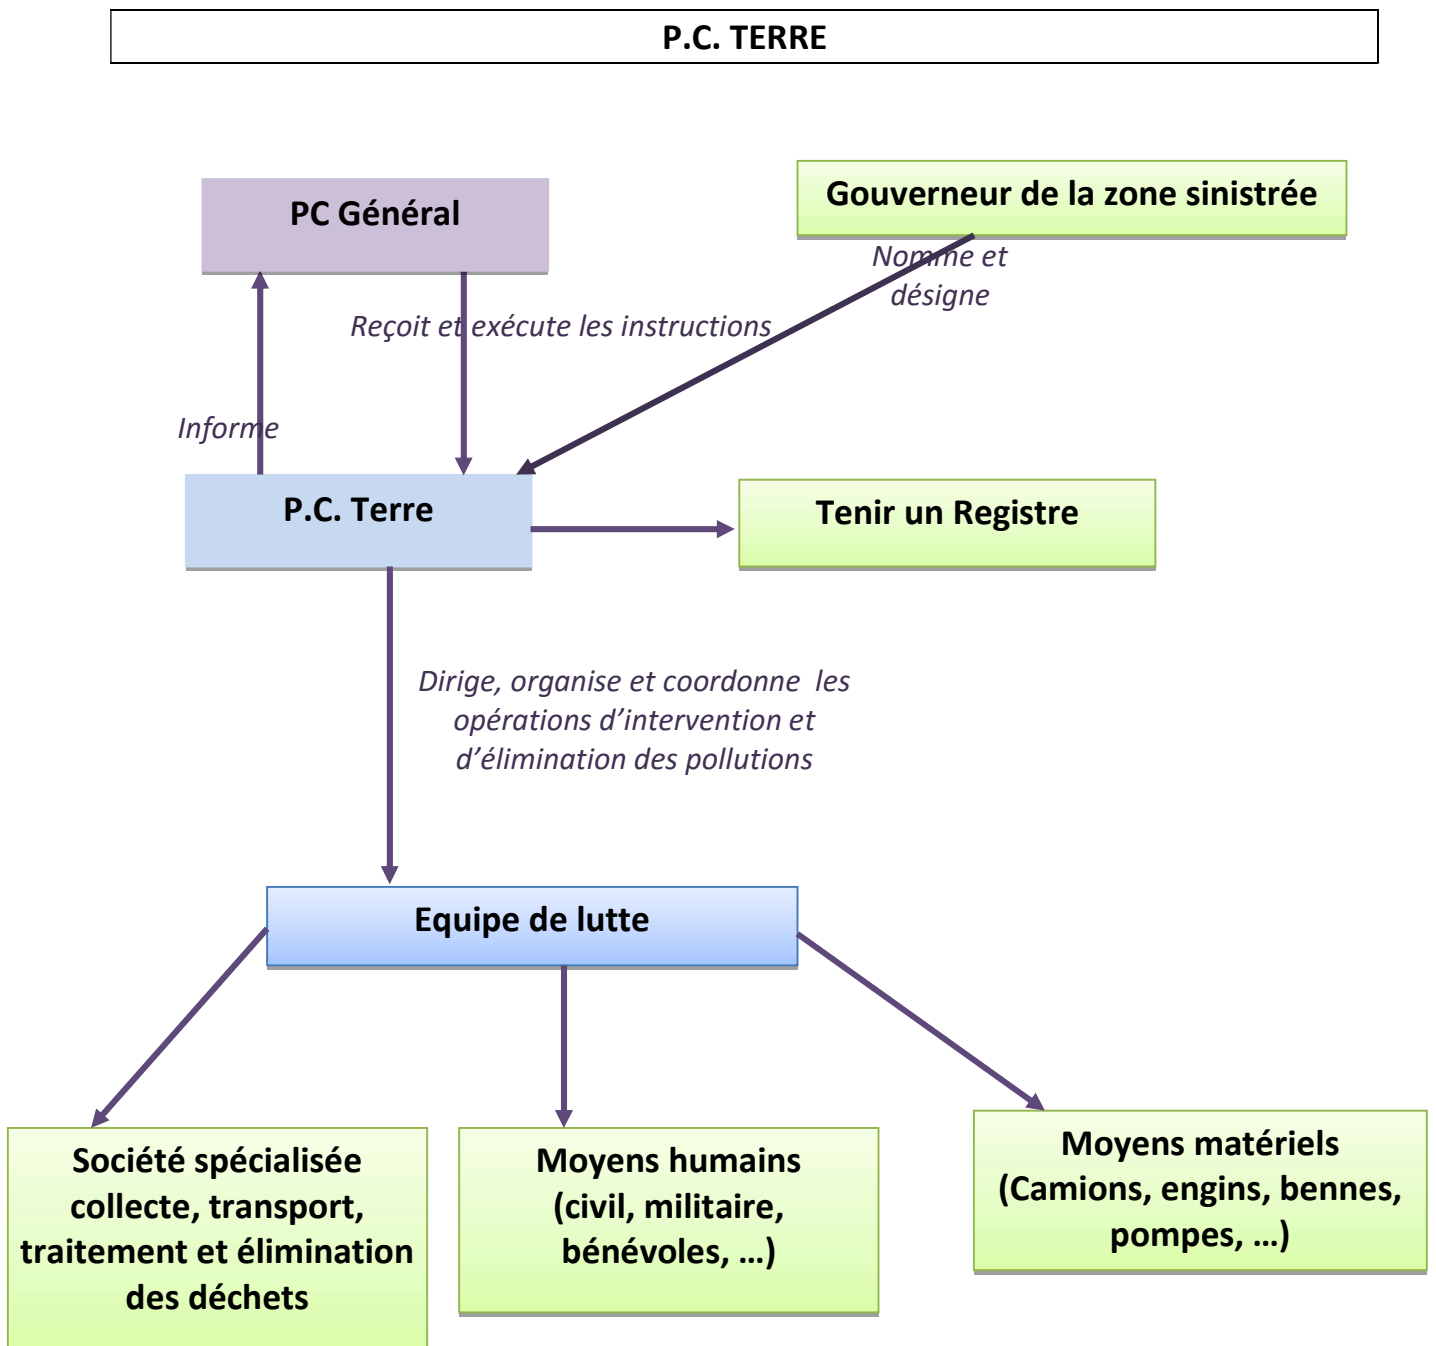 P.C. TERRE
PC Général
Gouverneur de la zone sinistrée
Nomme et
désigne
Reçoit et exécute les instructions
Informe
P.C. Terre
Tenir un Registre
Dirige, organise et coordonne  les
opérations d’intervention et
d’élimination des pollutions
Equipe de lutte
Société spécialisée
collecte, transport,
traitement et élimination
des déchets
Moyens humains
(civil, militaire,
bénévoles, …)
Moyens matériels
(Camions, engins, bennes,
pompes, …)